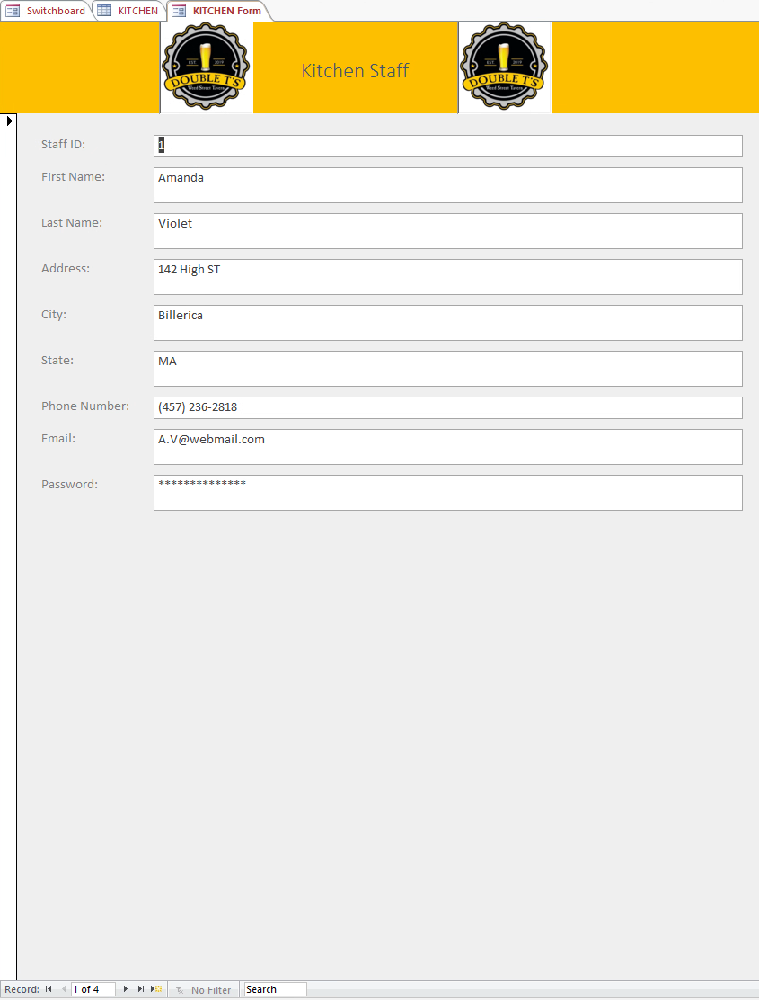 Switchboard KITCHEN KITCHEN Form
EST 2019 EST 2019
DOUBLE T'S Kitchen Staff DOUBLE T'S
Street Tavern Street Tavern
Staff ID: 1
First Name: Amanda
Last Name: Violet
Address: 142 High ST
City: Billerica
State: MA
Phone Number: (457) 236-2818
Email: A.V@webmail.com
Password: **************
Record: 1 of 4 No Filter Search